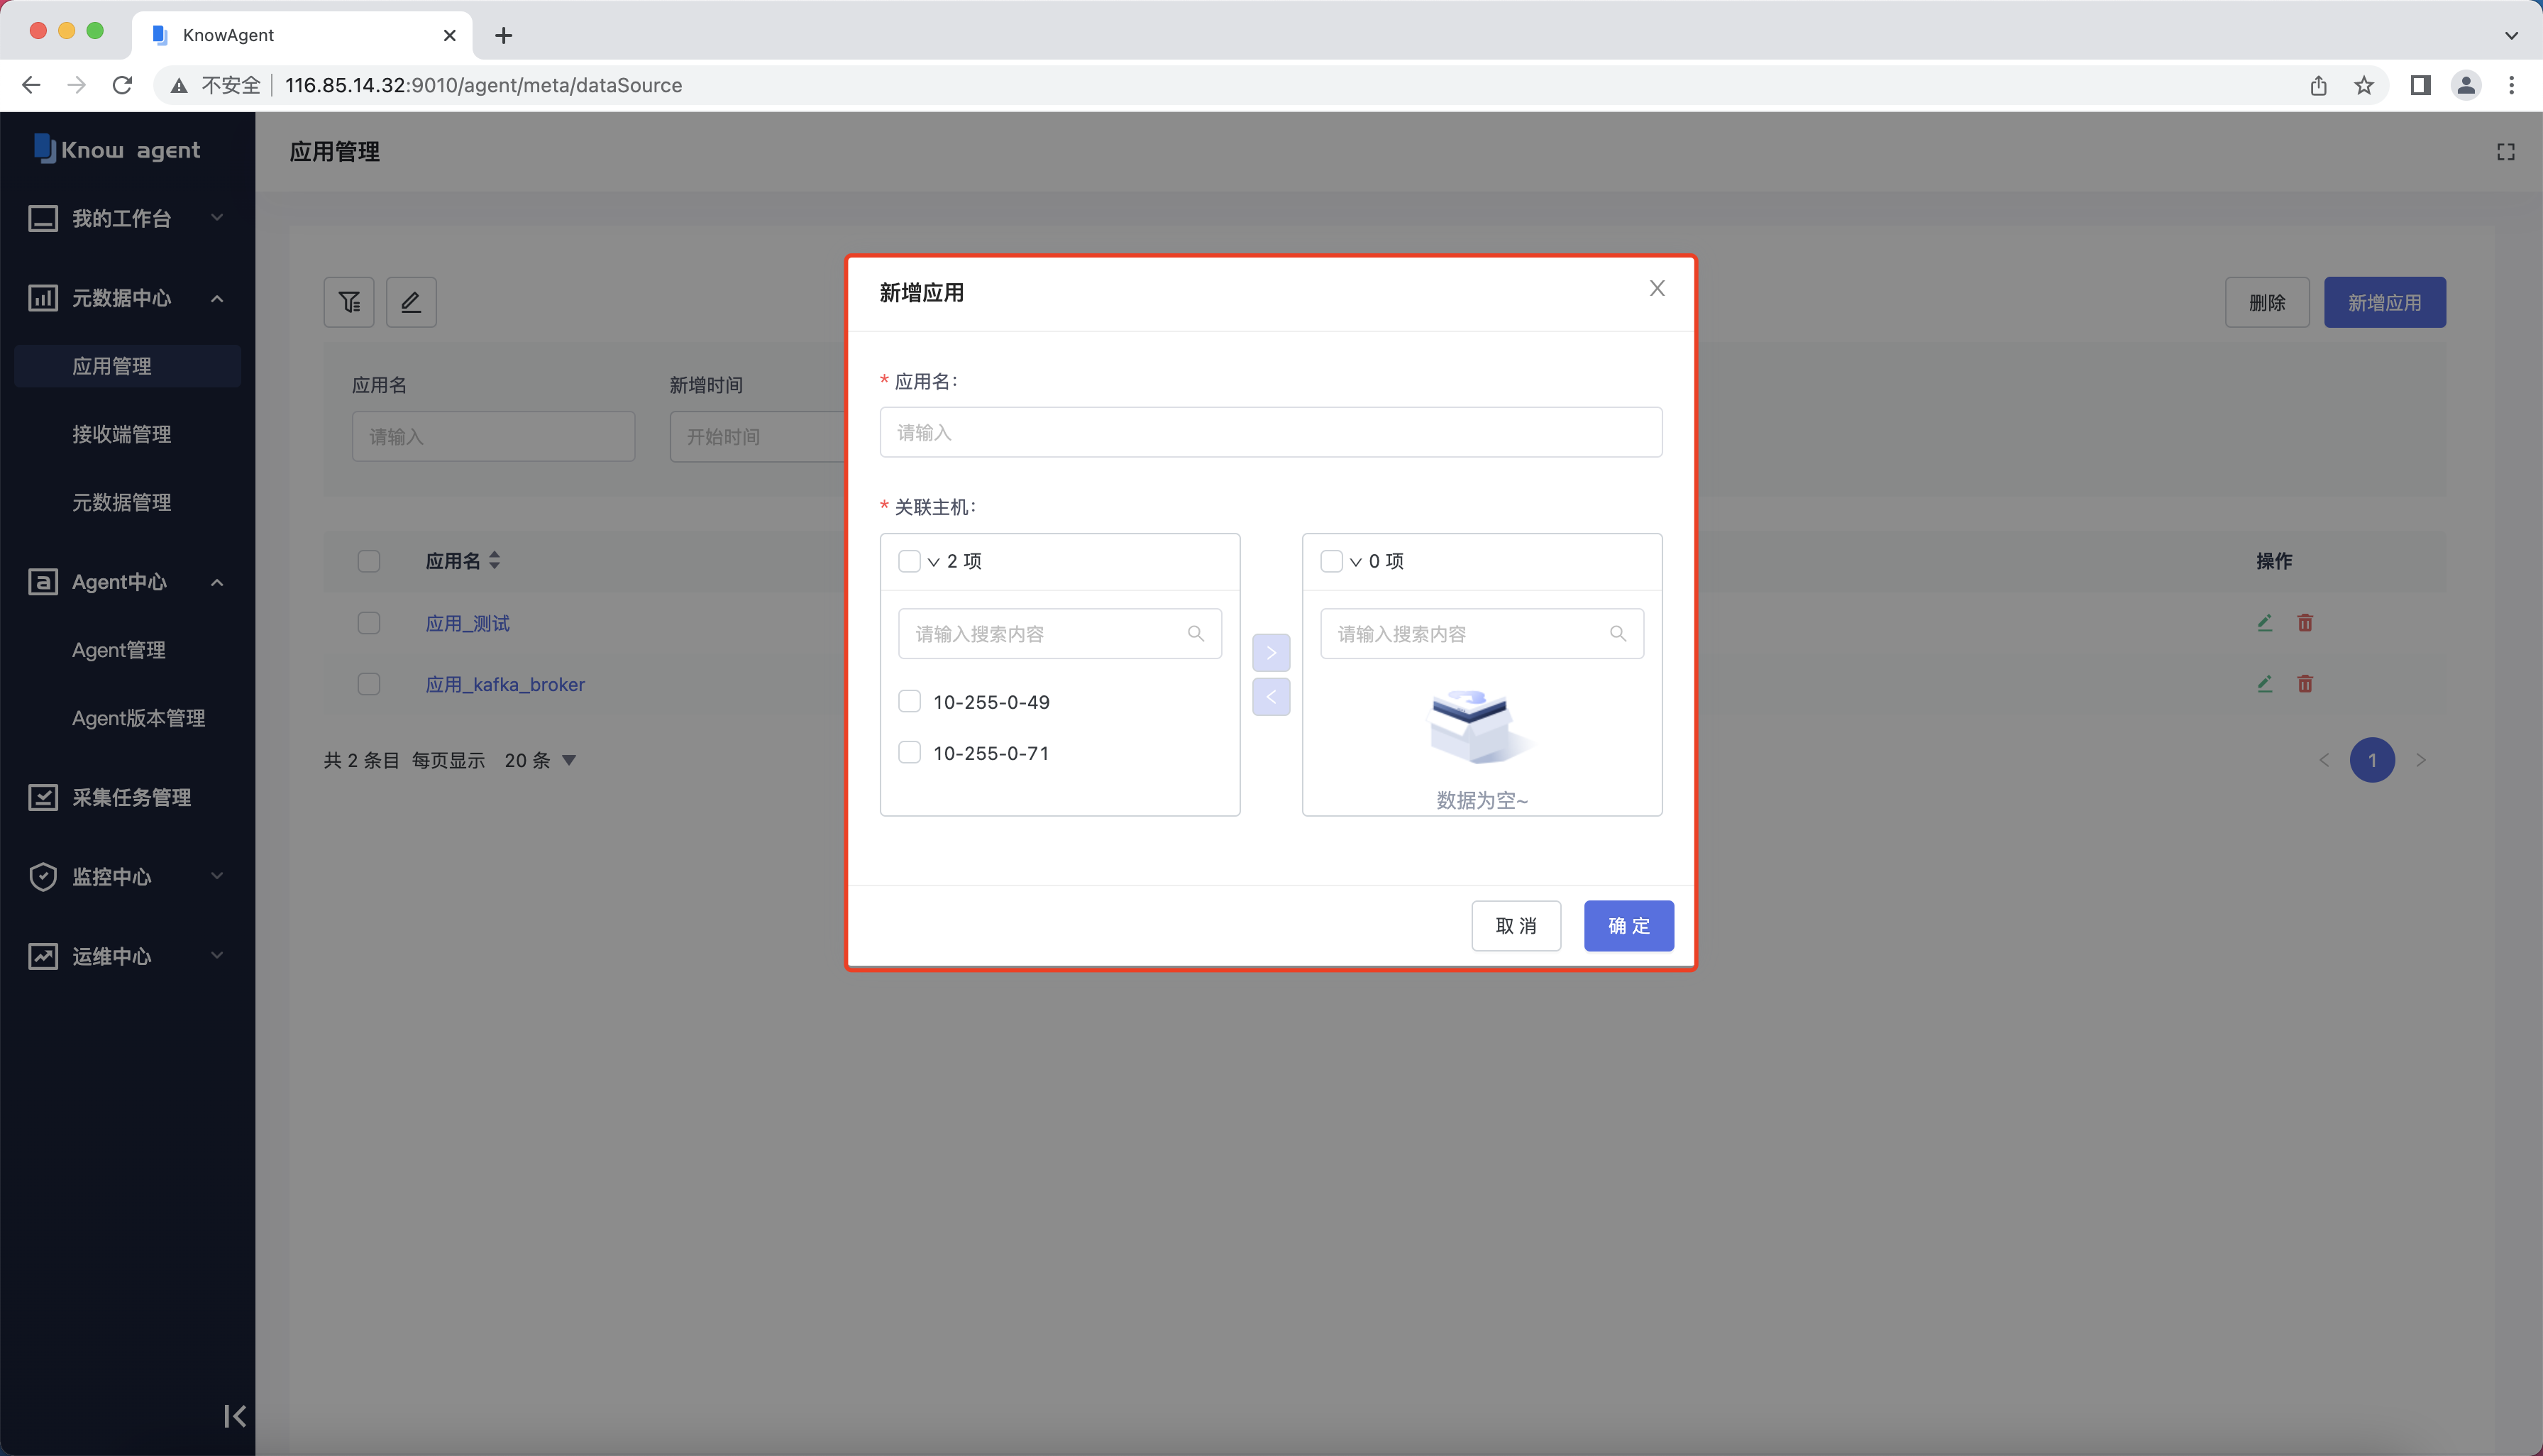 KnowAgent
不安全 116.85.14.32:9010/agent/meta/dataSource
Know agent
我的工作台
元数据中心
应用管理
接收端管理
元数据管理
Agent中心
Agent管理
Agent版本管理
采集任务管理
监控中心
运维中心
应用管理
删除 新增应用
应用名 新增时间
请输入 开始时间
应用名 操作
应用_测试
应用_kafka_broker
共 2 条目 每页显示 20 条
1
新增应用
* 应用名:
请输入
* 关联主机:
2 项
请输入搜索内容
10-255-0-49
10-255-0-71
>
<
0 项
请输入搜索内容
数据为空~
取 消 确 定